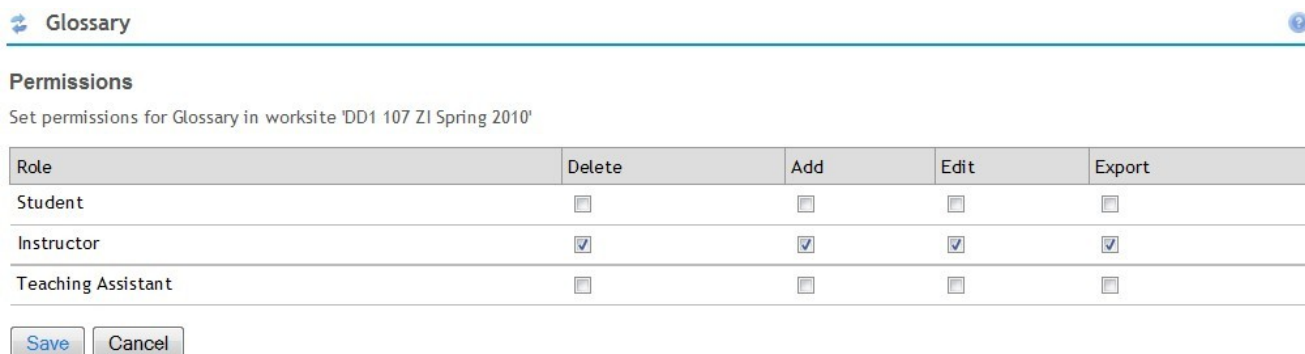 Glossary
Permissions
Set permissions for Glossary in worksite 'DD1 107 ZI Spring 2010'
Role Delete Add Edit Export
Student
Instructor
Teaching Assistant
Save Cancel